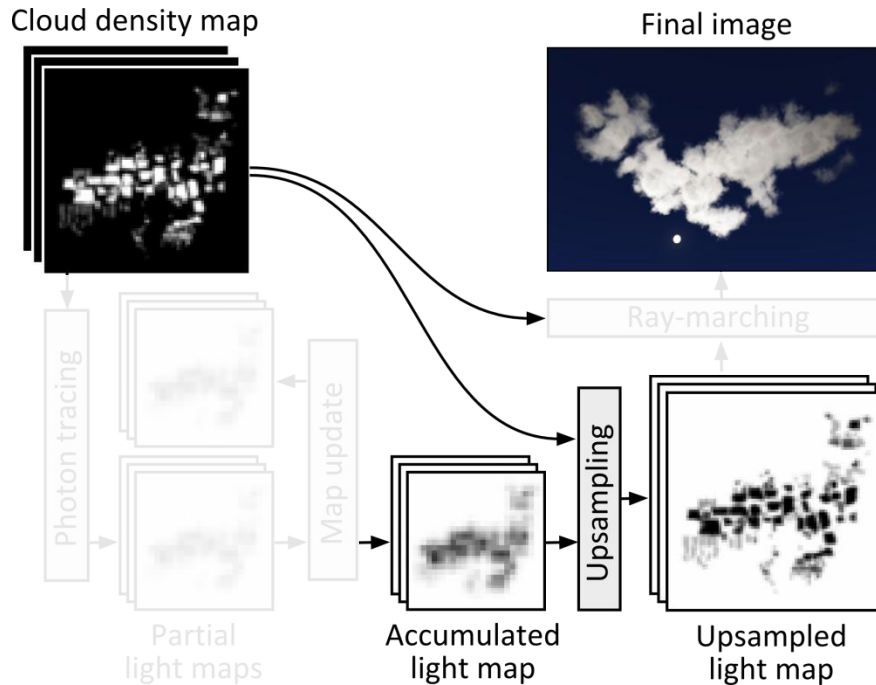 Cloud density map
Final image
Ray-marching
Photon tracing
Map update
Upsampling
Partial
light maps
Accumulated
light map
Upsampled
light map